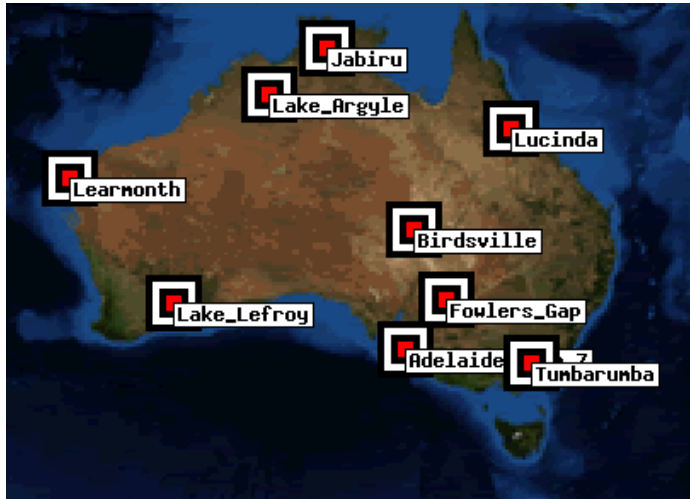 Jabiru
Lake_Argyle
Lucinda
Learmonth
Birdsville
Lake_Lefroy
Fowlers_Gap
Adelaide
Tumbarumba